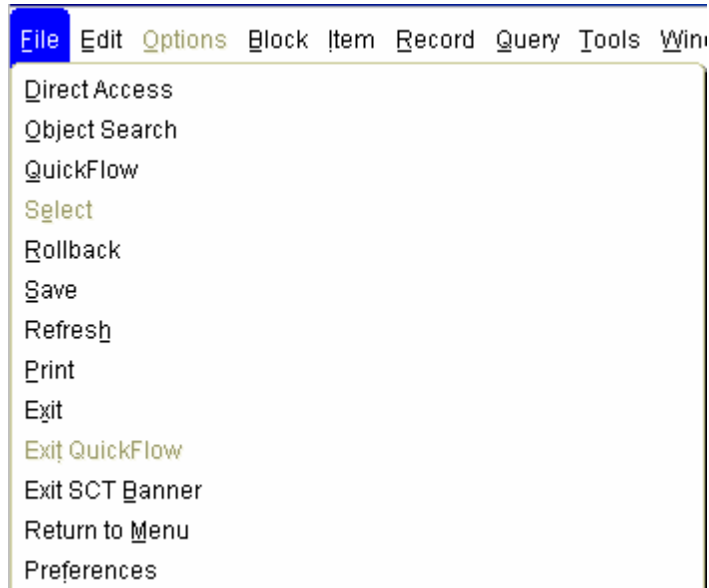 File Edit Options Block Item Record Query Tools
Direct Access
Object Search
QuickFlow
Select
Rollback
Save
Refresh
Print
Exit
Exit QuickFlow
Exit SCT Banner
Return to Menu
Preferences